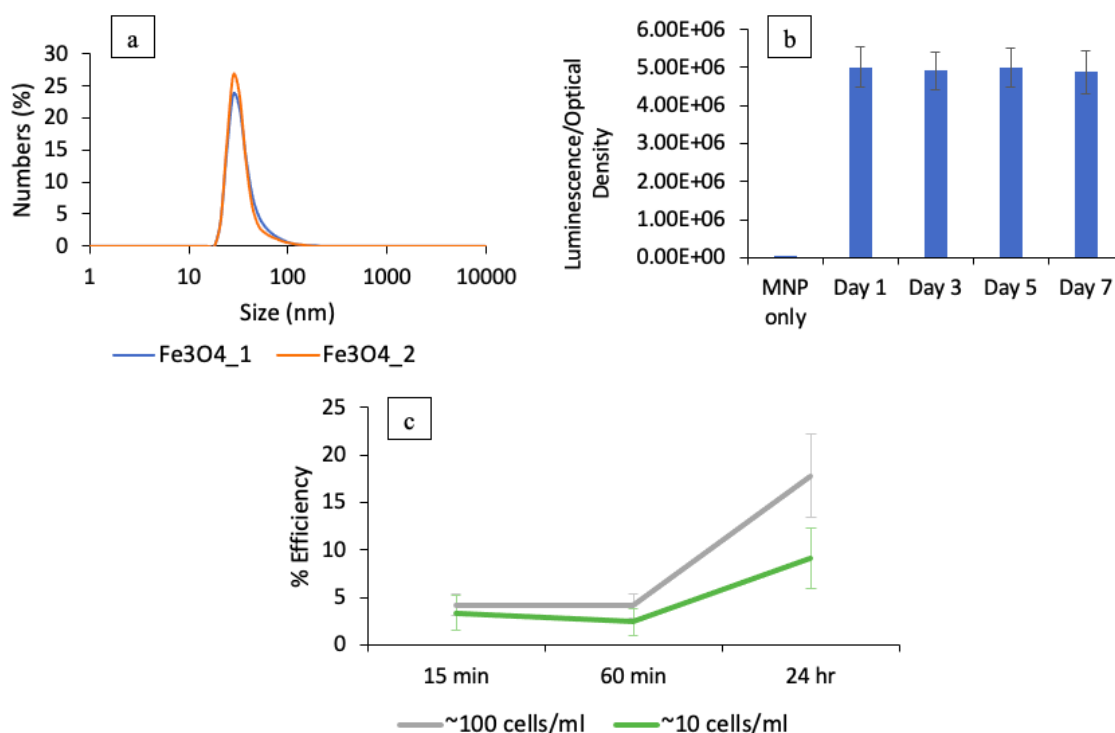 a
30
25
20
15
10
5
0
Numbers (%)
1 10 100 1000 10000
Size (nm)
Fe3O4_1 Fe3O4_2
b
6.00E+06
5.00E+06
4.00E+06
3.00E+06
2.00E+06
1.00E+06
0.00E+00
Luminescence/Optical
Density
MNP Day 1 Day 3 Day 5 Day 7
only
c
25
20
15
10
5
0
% Efficiency
15 min 60 min 24 hr
~100 cells/ml ~10 cells/ml